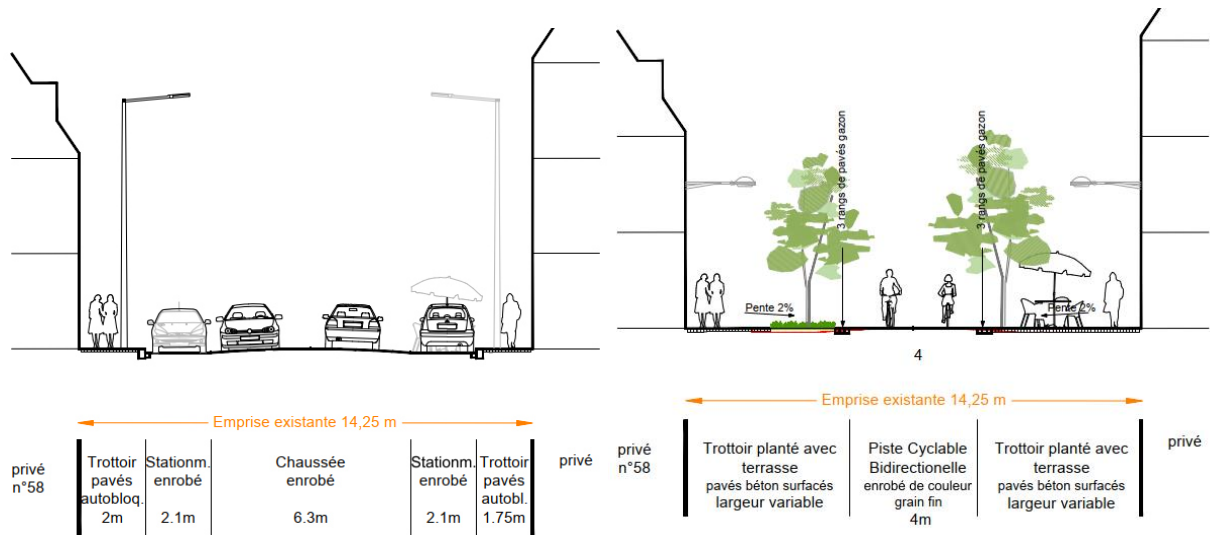 Emprise existante 14,25 m
privé
n°58
Trottoir
pavés
autobloq.
2m
Stationm.
enrobé
2.1m
Chaussée
enrobé
6.3m
Stationm.
enrobé
2.1m
Trottoir
pavés
autobl.
1.75m
privé
3 rangs de pavés gazon
3 rangs de pavés gazon
Pente 2%
Pente 2%
4
Emprise existante 14,25 m
privé
n°58
Trottoir planté avec
terrasse
pavés béton surfacés
largeur variable
Piste Cyclable
Bidirectionelle
enrobé de couleur
grain fin
4m
Trottoir planté avec
terrasse
pavés béton surfacés
largeur variable
privé